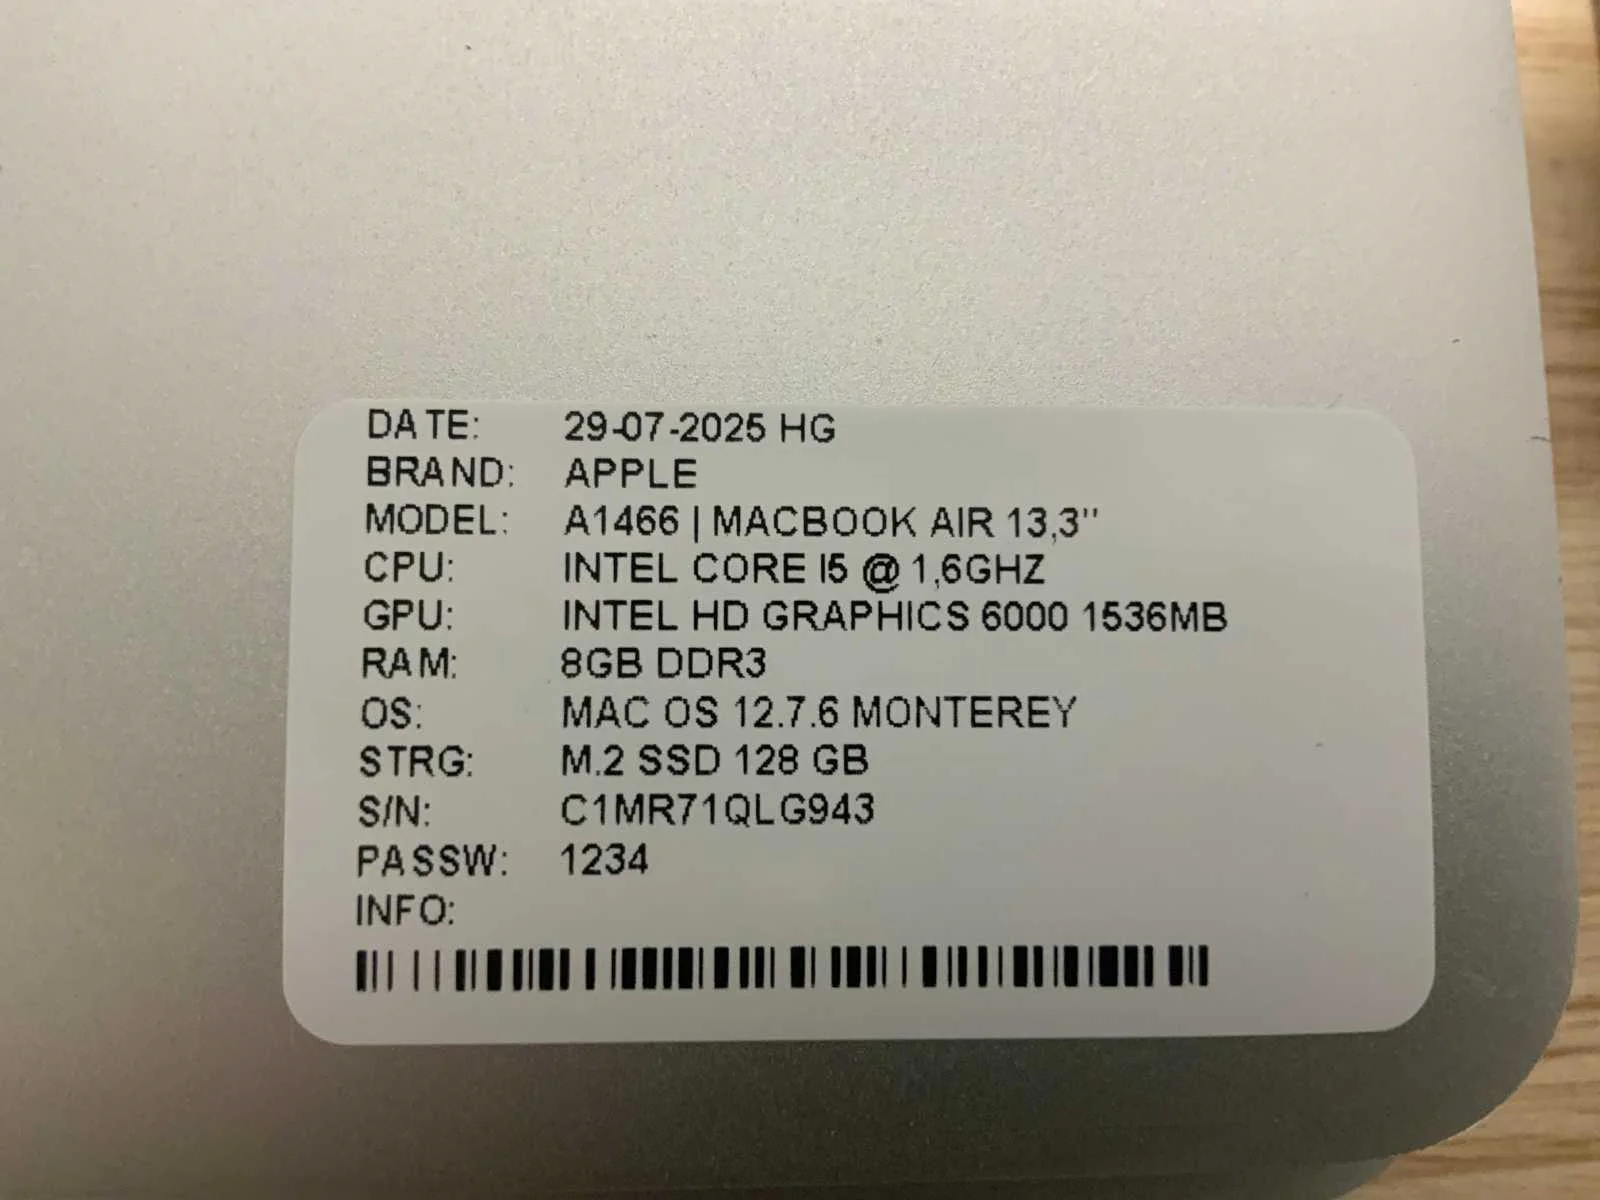 DATE: 29-07-2025 HG
BRAND: APPLE
MODEL: A1466 | MACBOOK AIR 13,3"
CPU: INTEL CORE I5 @ 1,6GHZ
GPU: INTEL HD GRAPHICS 6000 1536MB
RAM: 8GB DDR3
OS: MAC OS 12.7.6 MONTEREY
STRG: M.2 SSD 128 GB
S/N: C1MR71QLG943
PASSW: 1234
INFO: